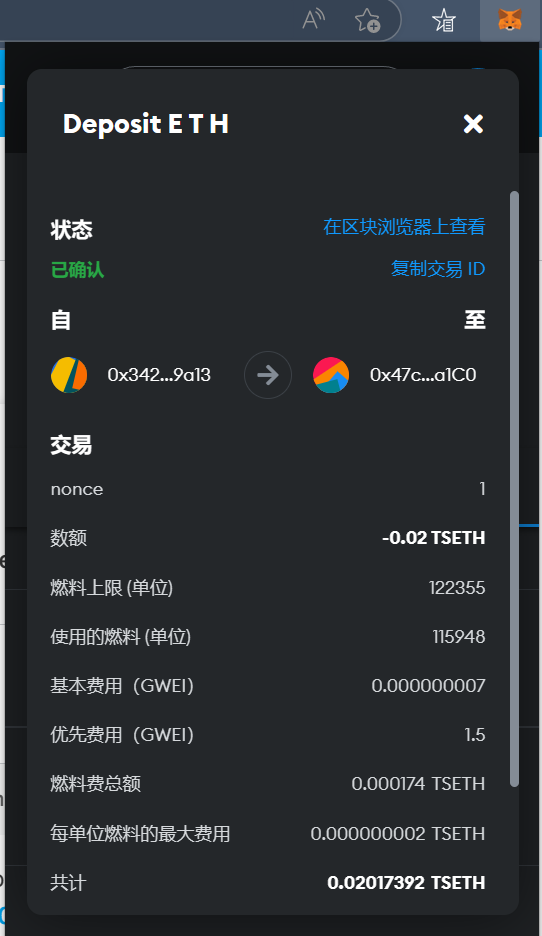 Deposit E T H
状态
在区块浏览器上查看
已确认
复制交易 ID
自
至
0x342...9a13
0x47c...a1C0
交易
nonce
1
数额
-0.02 TSETH
燃料上限 (单位)
122355
使用的燃料 (单位)
115948
基本费用（GWEI）
0.000000007
优先费用（GWEI）
1.5
燃料费总额
0.000174 TSETH
每单位燃料的最大费用
0.000000002 TSETH
共计
0.02017392 TSETH